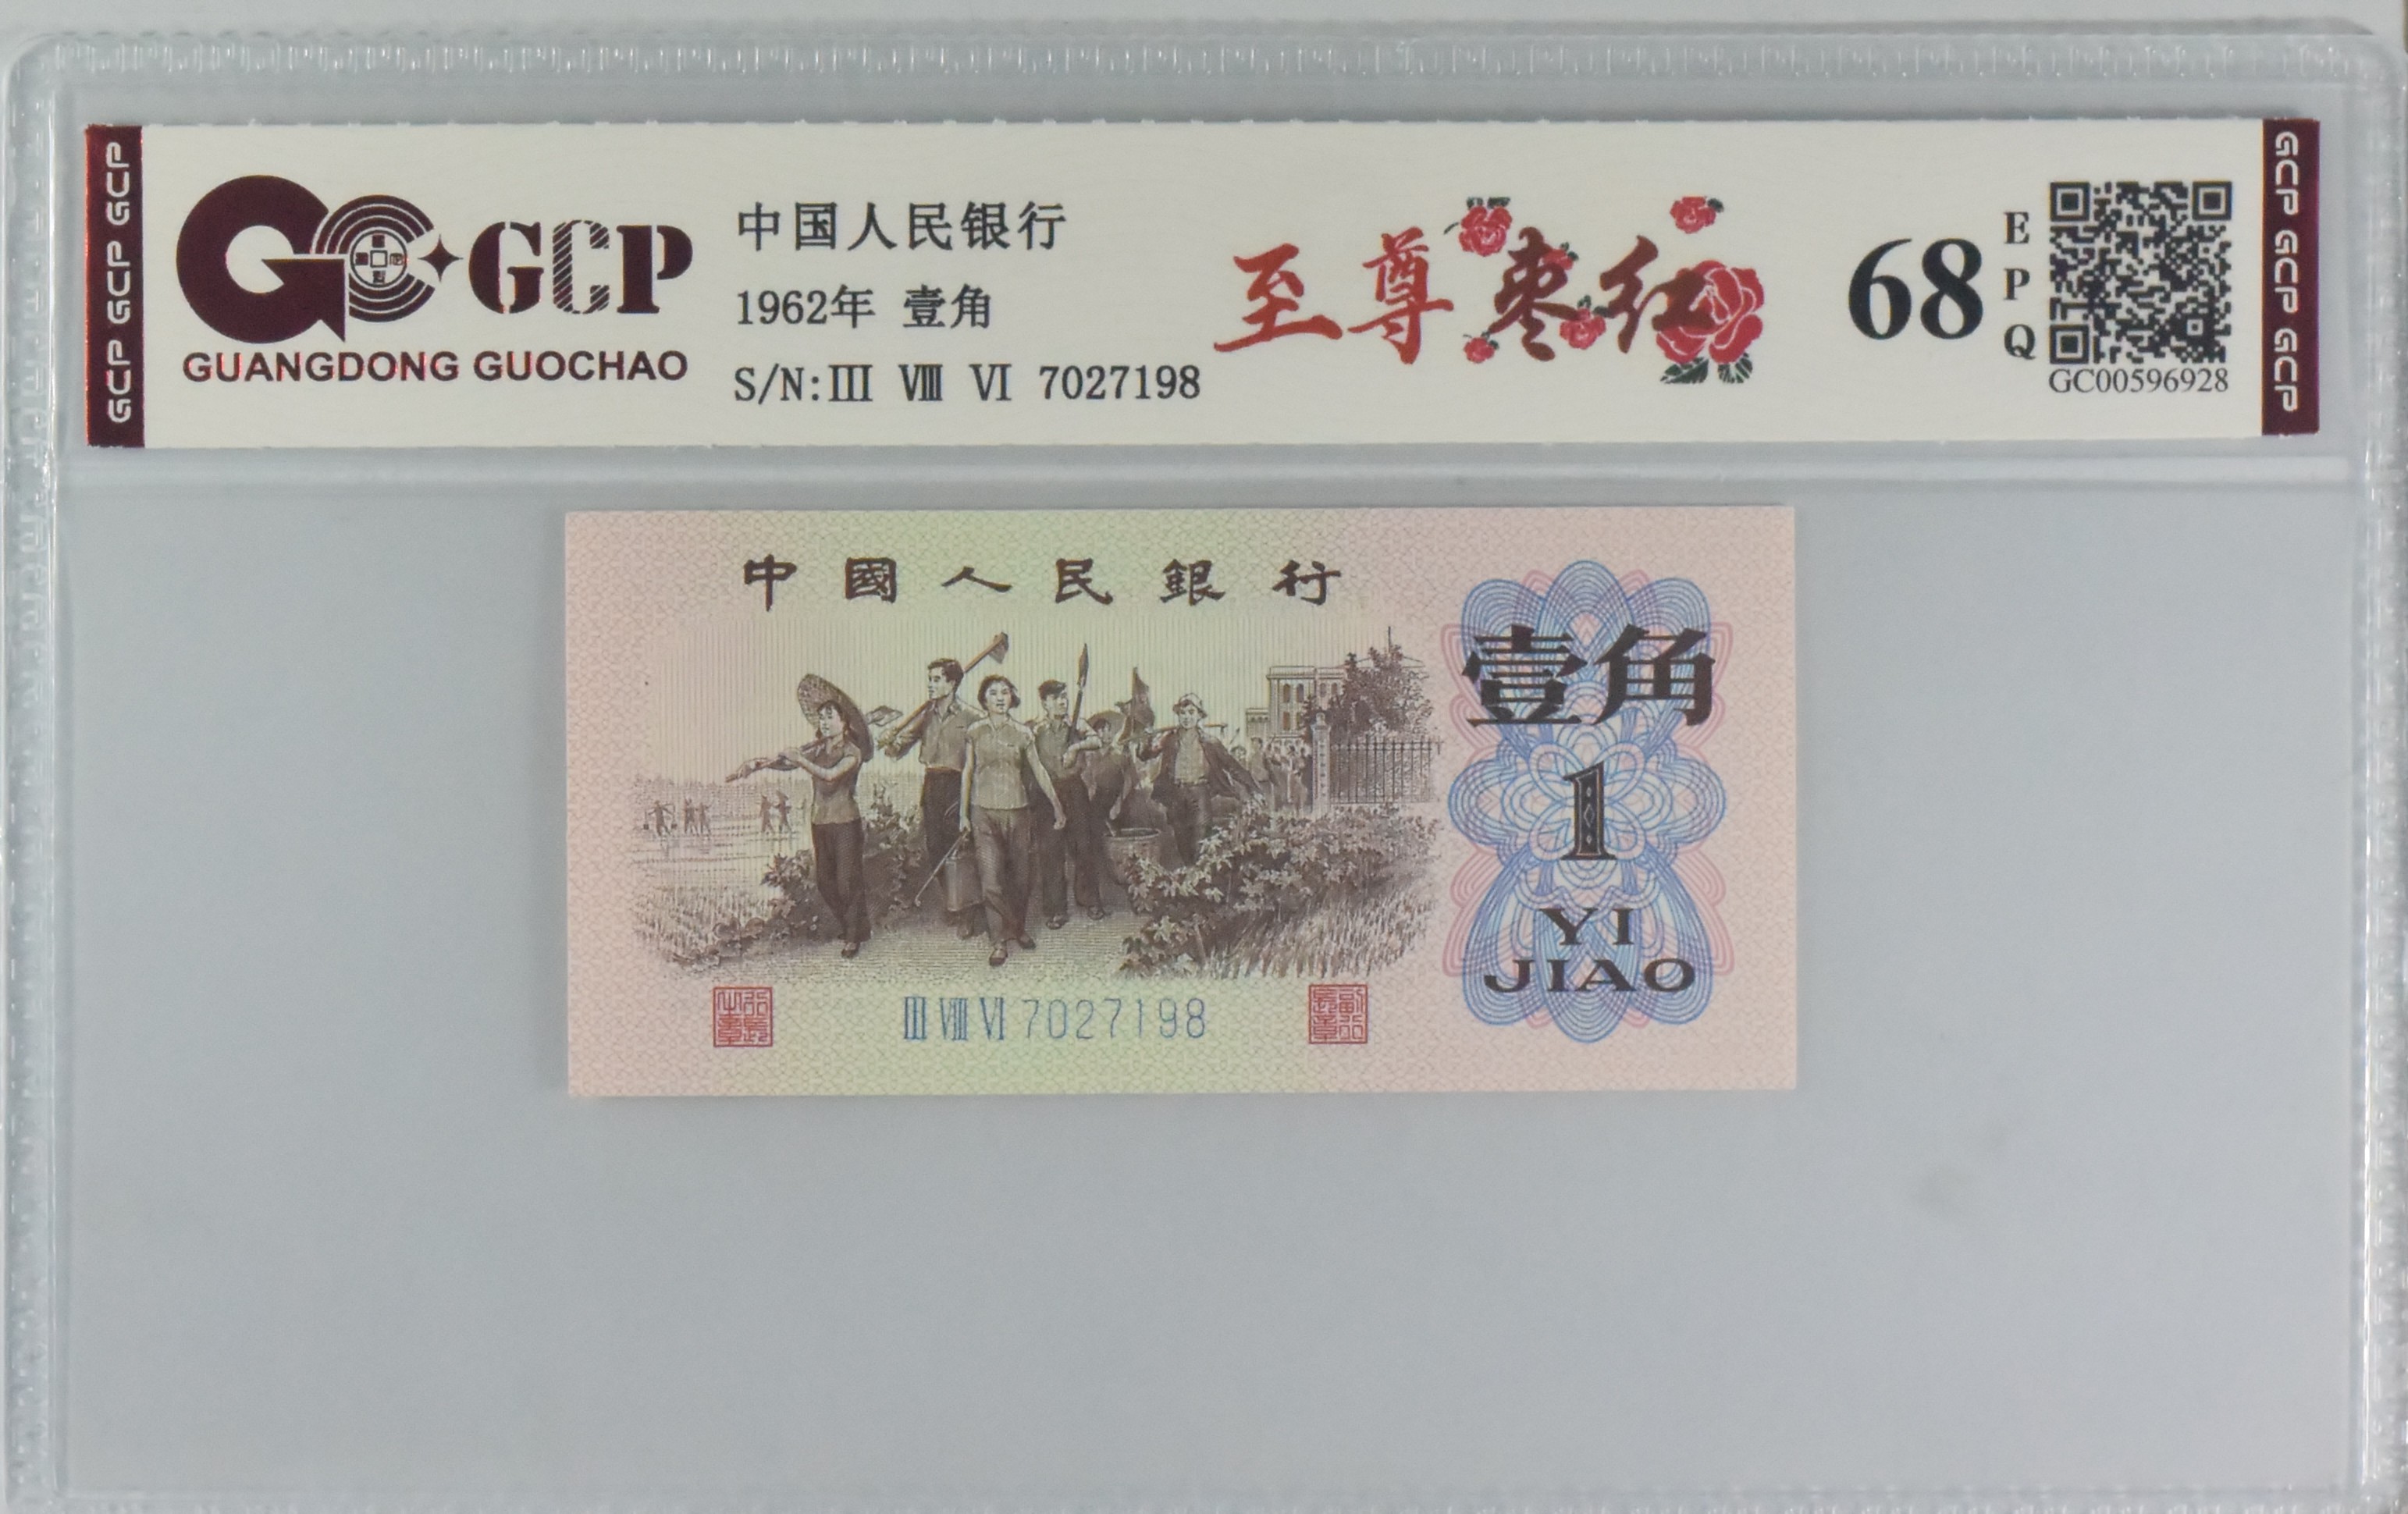 GCP GCP GCP
GCP
GUANGDONG GUOCHAO
中国人民银行
1962年 壹角
S/N:III VIII VI 7027198
至尊枣红
68
EPQ
GC00596928
GCP GCP GCP
中國人民銀行
壹角
1
YI
JIAO
III VIII VI 7027198